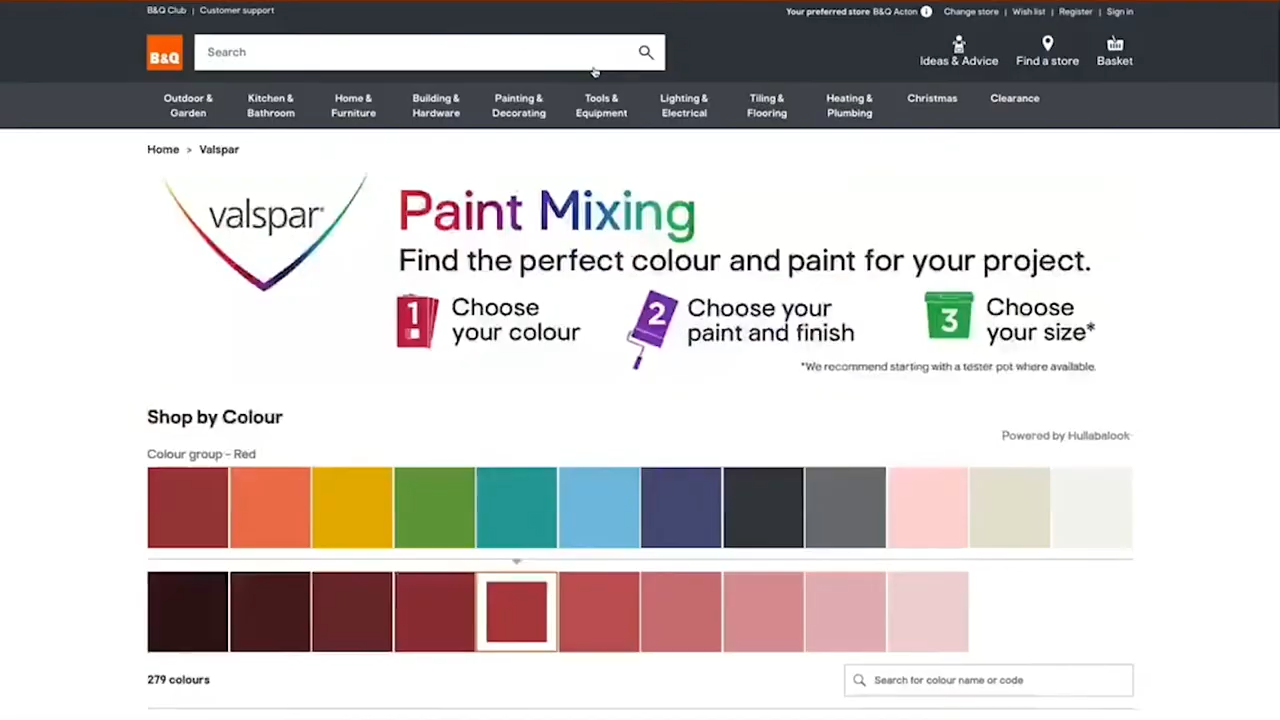 B&Q Club | Customer support
Your preferred store B&Q Acton i Change store | Wish list | Register | Sign in
B&Q
Search
Ideas & Advice
Find a store
Basket
Outdoor & Garden
Kitchen & Bathroom
Home & Furniture
Building & Hardware
Painting & Decorating
Tools & Equipment
Lighting & Electrical
Tiling & Flooring
Heating & Plumbing
Christmas
Clearance
Home > Valspar
valspar®
Paint Mixing
Find the perfect colour and paint for your project.
1 Choose
your colour
2 Choose your
paint and finish
3 Choose
your size*
*We recommend starting with a tester pot where available.
Shop by Colour
Powered by Hullabalook
Colour group - Red
279 colours
Search for colour name or code